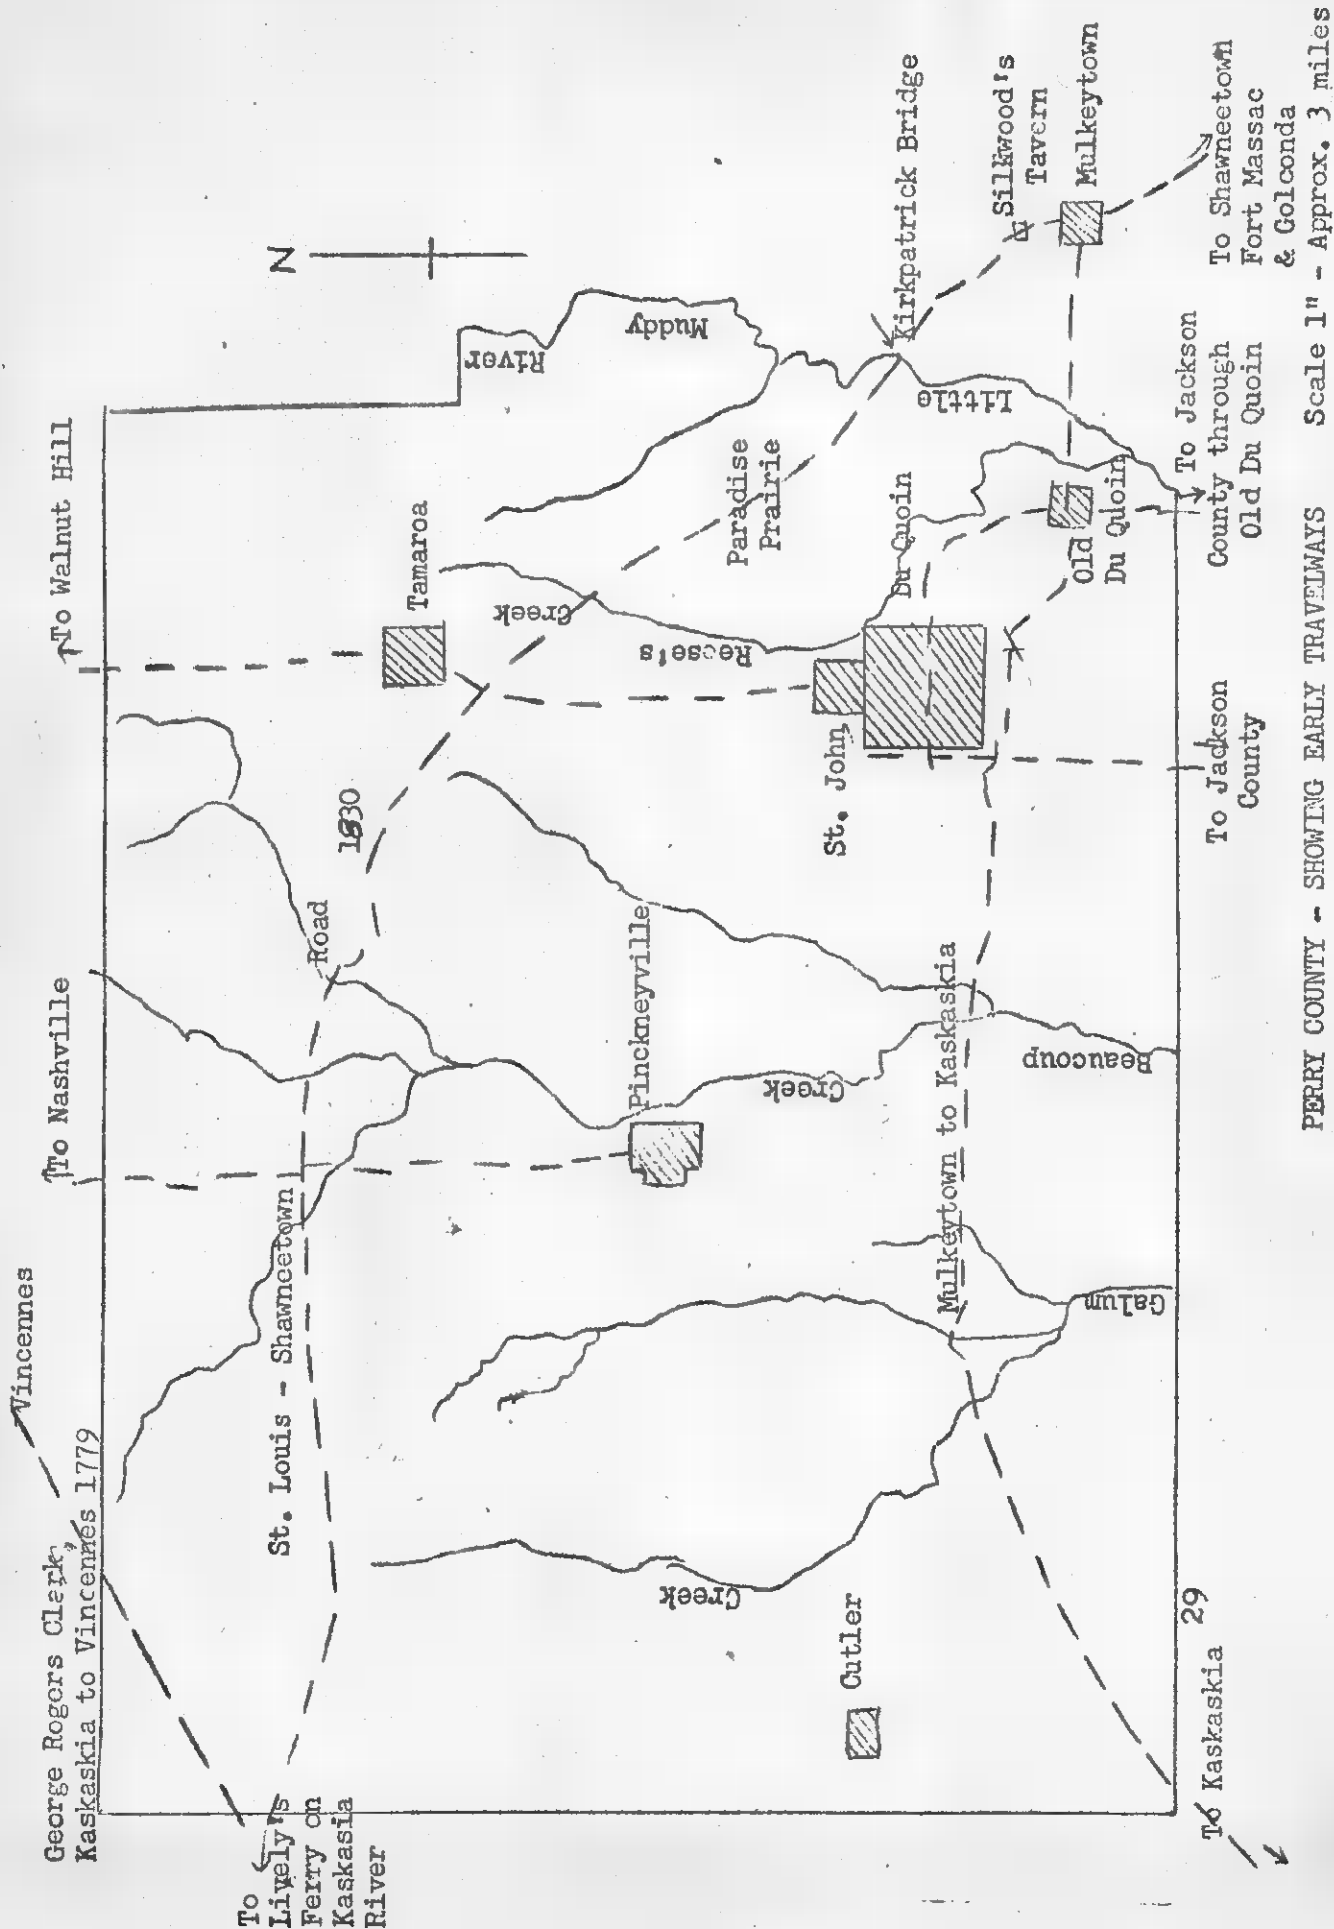 George Rogers Clark,
Kaskaskia to Vincennes 1779
Vincennes
To Nashville
To Walnut Hill
N
To
Lively's
Ferry on
Kaskasia
River
St. Louis - Shawneetown
Road
1830
Tamaroa
River
Muddy
Little
Creek
Reese's
Paradise
Prairie
Kirkpatrick Bridge
Silkwood's
Tavern
Mulkeytown
Pinckneyville
Creek
Beaucoup
St. John
Du Quoin
Old
Du Quoin
Mulkeytown to Kaskaskia
Creek
Galum
Cutler
To Kaskaskia
29
To Jackson
County
To Jackson
County through
Old Du Quoin
To Shawneetown
Fort Massac
& Golconda
PERRY COUNTY - SHOWING EARLY TRAVELWAYS
Scale 1" - Approx. 3 miles